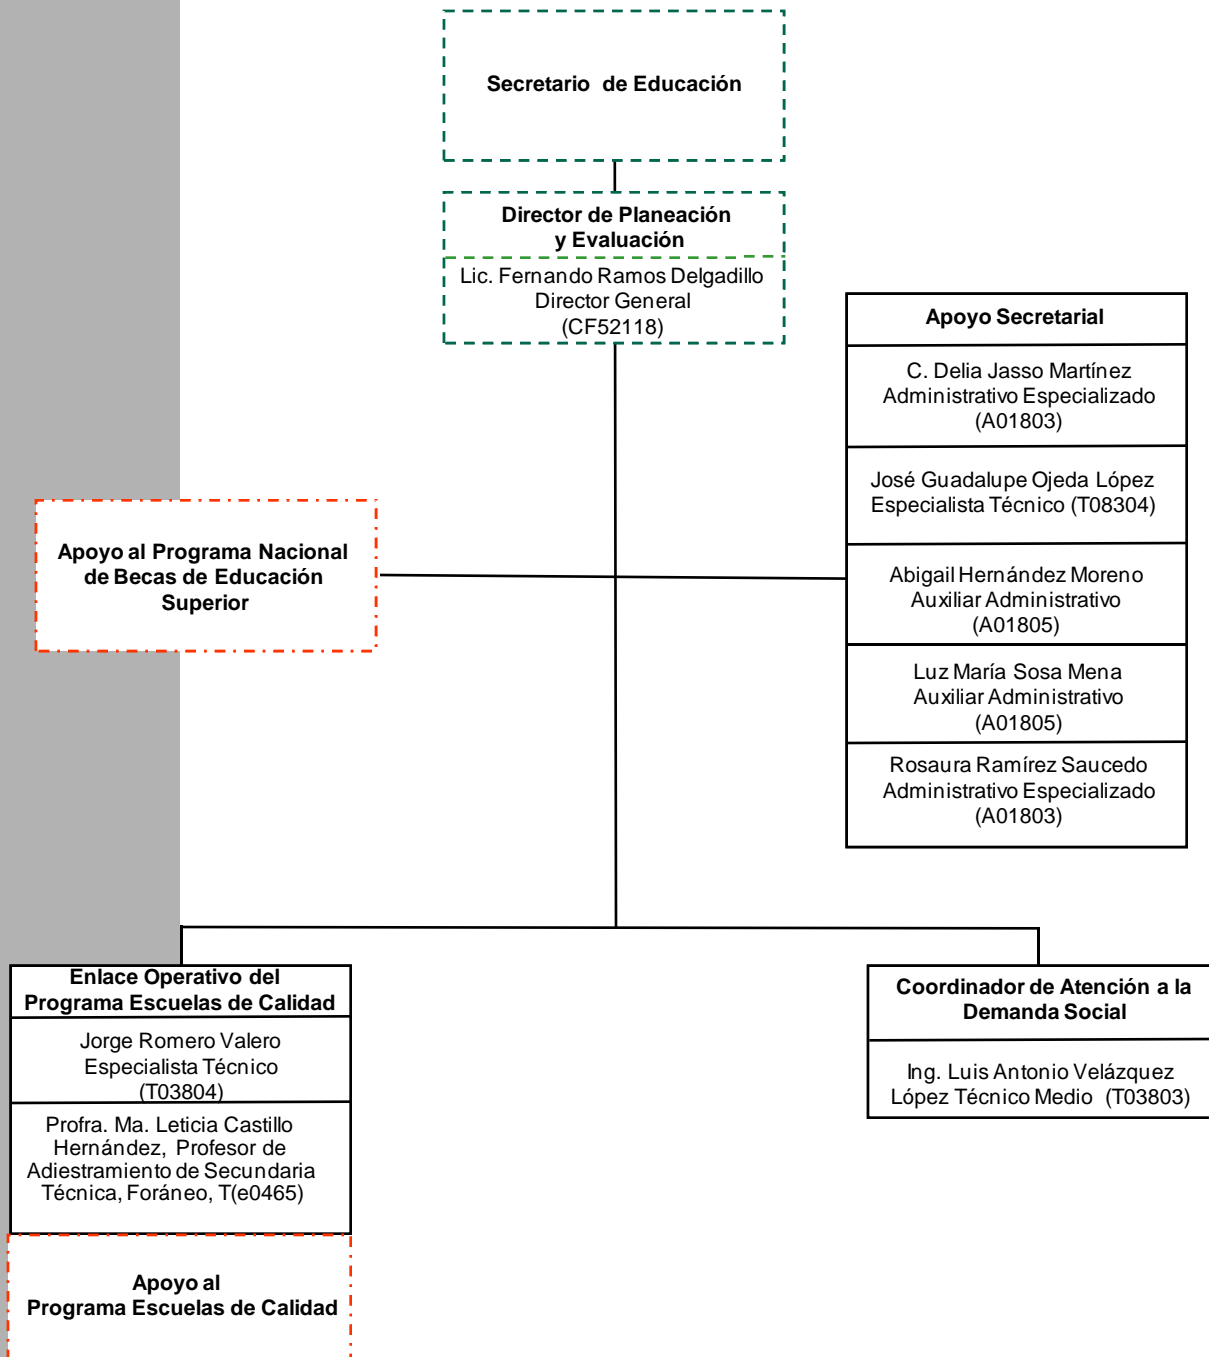 Secretario de Educación
Director de Planeación
y Evaluación
Lic. Fernando Ramos Delgadillo
Director General
(CF52118)
Apoyo Secretarial
C. Delia Jasso Martínez
Administrativo Especializado
(A01803)
José Guadalupe Ojeda López
Especialista Técnico (T08304)
Abigail Hernández Moreno
Auxiliar Administrativo
(A01805)
Luz María Sosa Mena
Auxiliar Administrativo
(A01805)
Rosaura Ramírez Saucedo
Administrativo Especializado
(A01803)
Apoyo al Programa Nacional
de Becas de Educación
Superior
Enlace Operativo del
Programa Escuelas de Calidad
Jorge Romero Valero
Especialista Técnico
(T03804)
Profra. Ma. Leticia Castillo
Hernández, Profesor de
Adiestramiento de Secundaria
Técnica, Foráneo, T(e0465)
Apoyo al
Programa Escuelas de Calidad
Coordinador de Atención a la
Demanda Social
Ing. Luis Antonio Velázquez
López Técnico Medio (T03803)